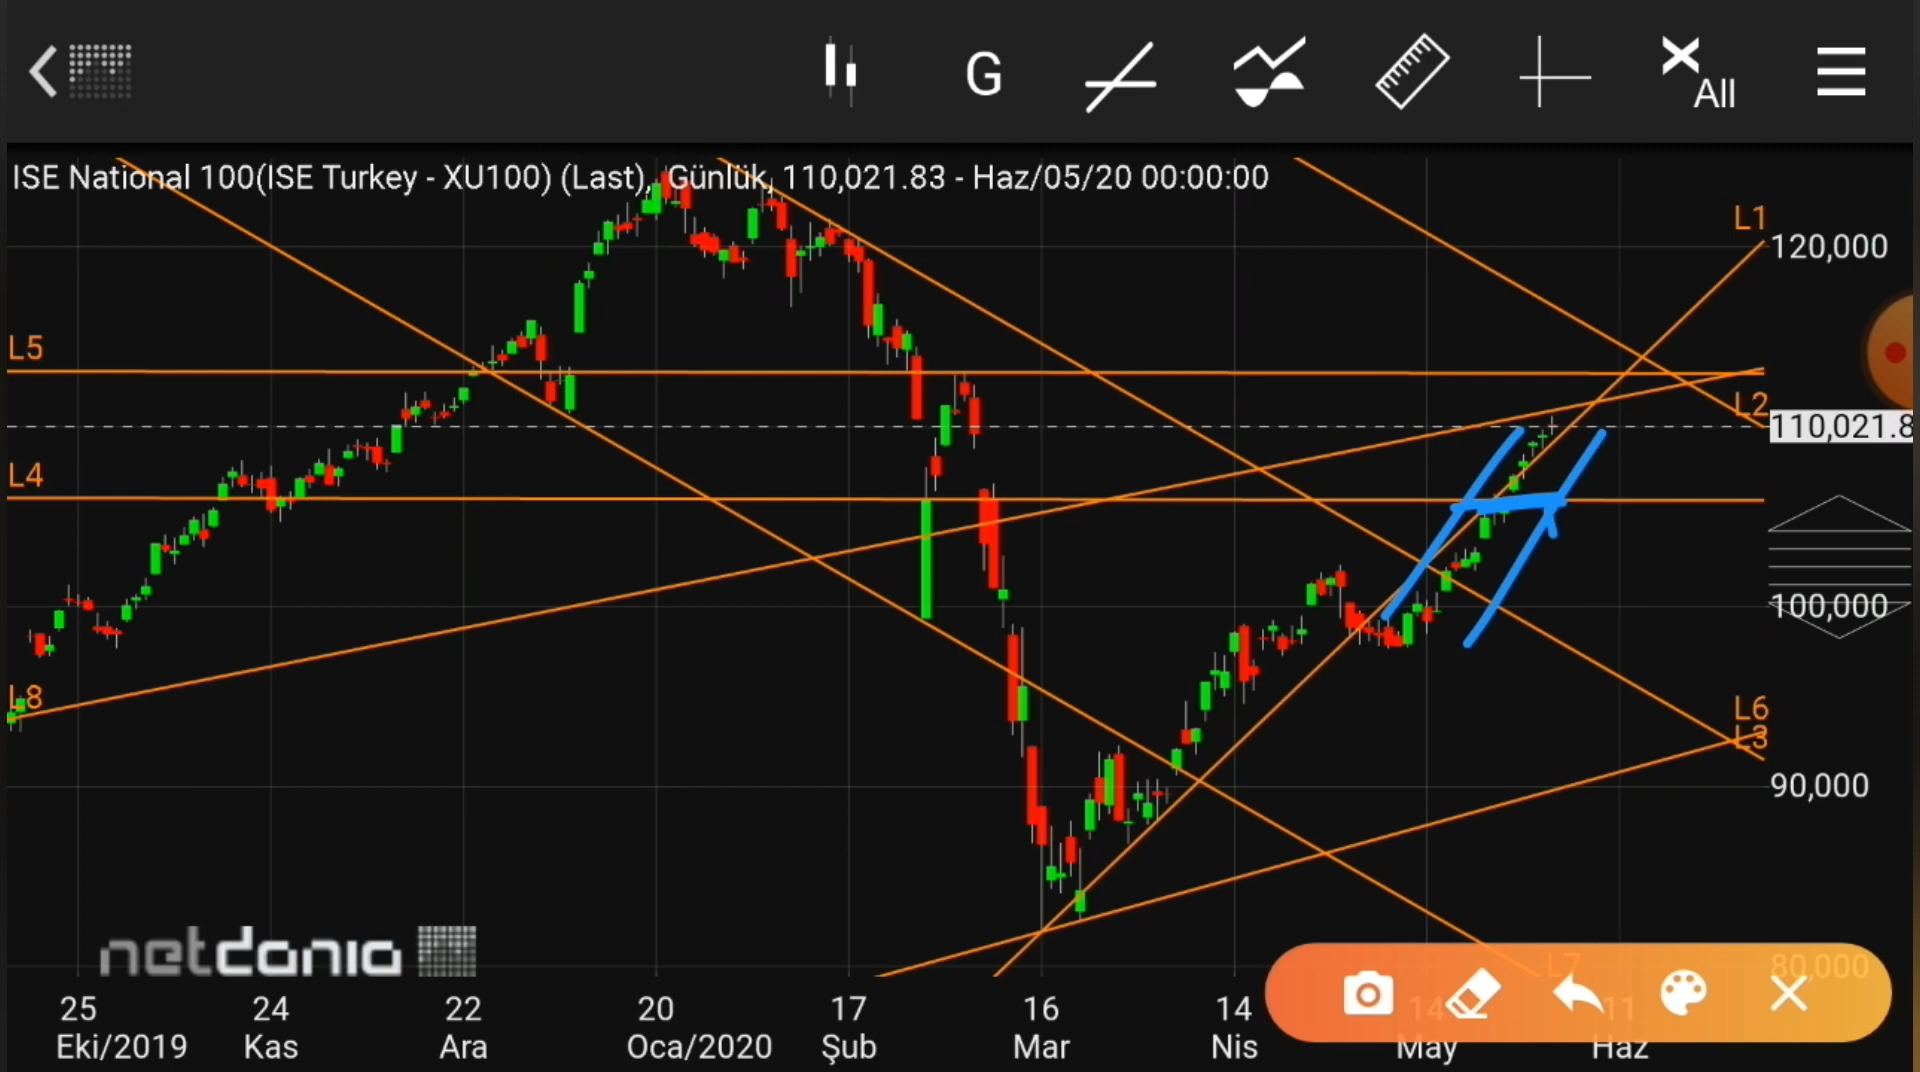 G
All
ISE National 100(ISE Turkey - XU100) (Last), Günlük, 110,021.83 - Haz/05/20 00:00:00
L1
120,000
L5
L2
110,021.8
L4
100,000
L8
L6
L3
90,000
netdania
L7
80,000
25 24 22 20 17 16 14 14 11
Eki/2019 Kas Ara Oca/2020 Şub Mar Nis May Haz